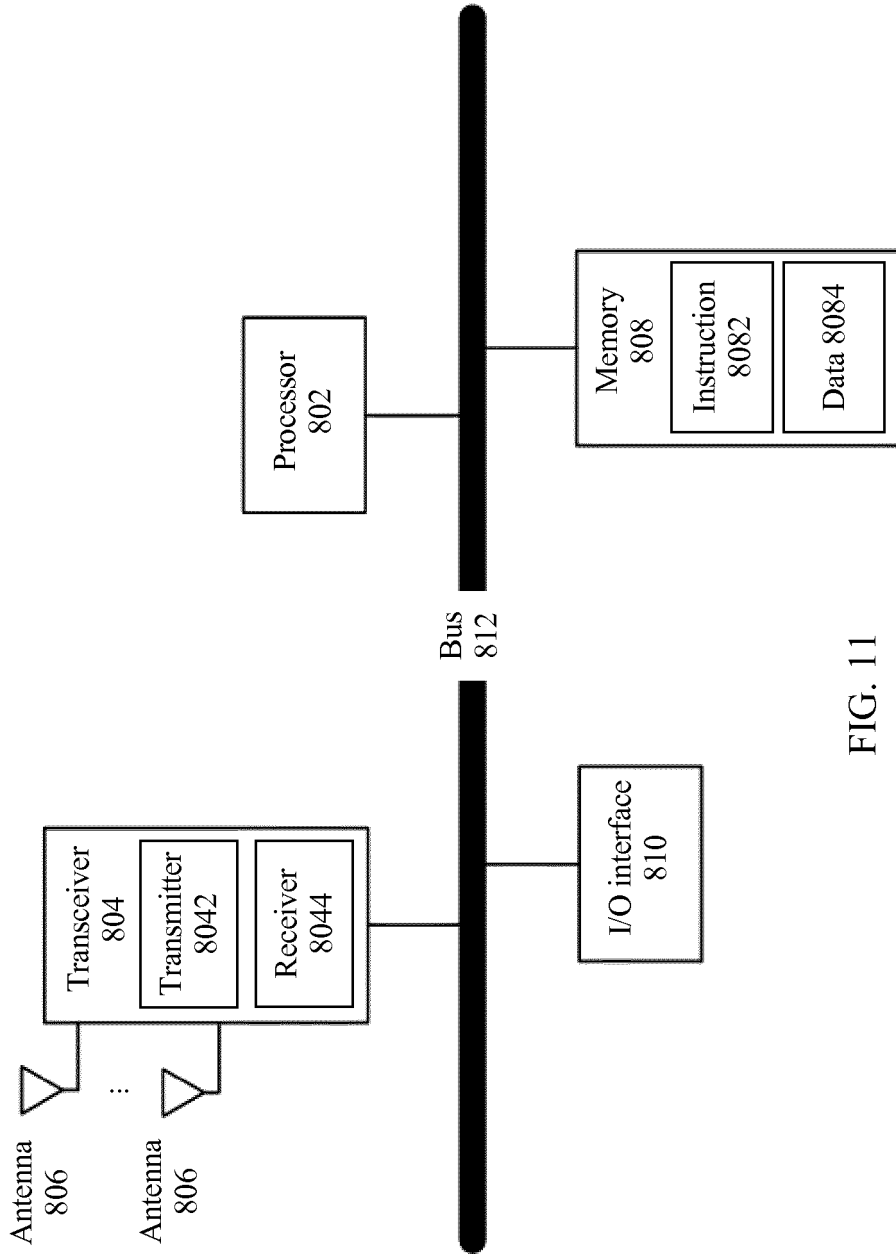 Antenna
806
:
Antenna
806
Transceiver
804
Transmitter
8042
Receiver
8044
Processor
802
Bus
812
I/O interface
810
Memory
808
Instruction
8082
Data 8084
FIG. 11